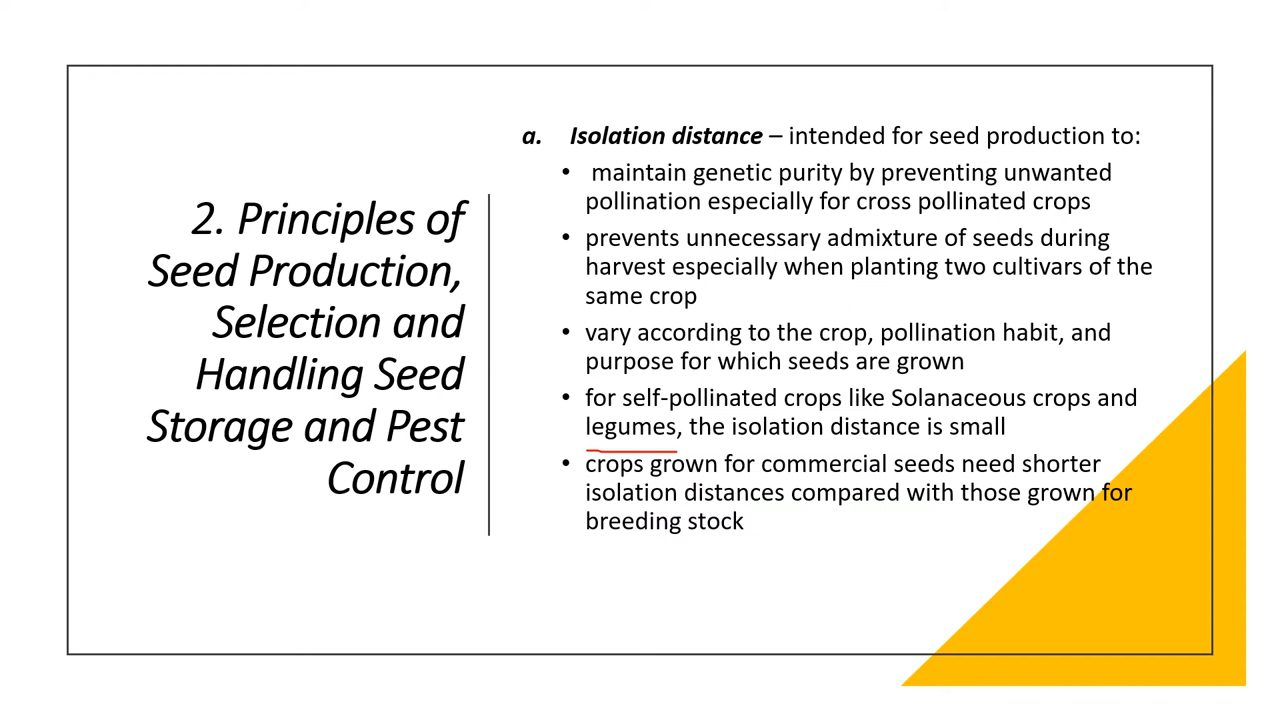 2. Principles of
Seed Production,
Selection and
Handling Seed
Storage and Pest
Control
a. Isolation distance – intended for seed production to:
• maintain genetic purity by preventing unwanted
pollination especially for cross pollinated crops
• prevents unnecessary admixture of seeds during
harvest especially when planting two cultivars of the
same crop
• vary according to the crop, pollination habit, and
purpose for which seeds are grown
• for self-pollinated crops like Solanaceous crops and
legumes, the isolation distance is small
• crops grown for commercial seeds need shorter
isolation distances compared with those grown for
breeding stock